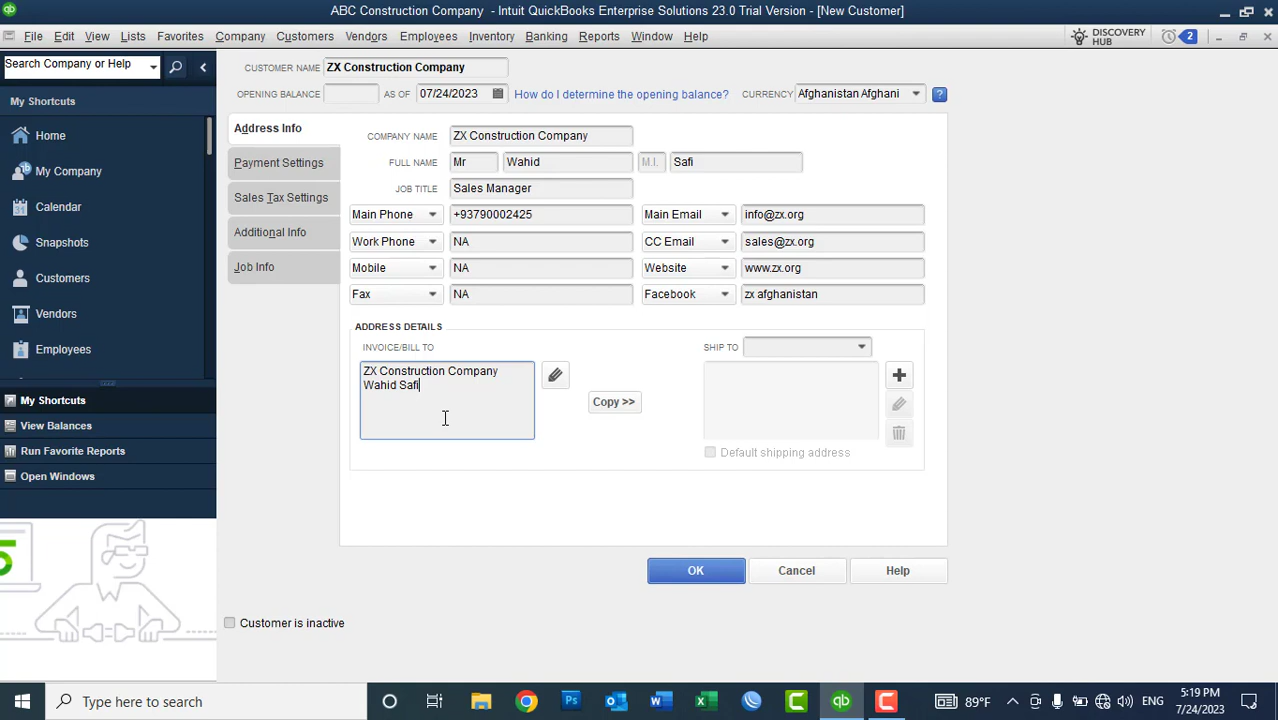 ABC Construction Company - Intuit QuickBooks Enterprise Solutions 23.0 Trial Version - [New Customer]
File Edit View Lists Favorites Company Customers Vendors Employees Inventory Banking Reports Window Help DISCOVERY HUB 2
Search Company or Help
My Shortcuts
Home
My Company
Calendar
Snapshots
Customers
Vendors
Employees
My Shortcuts
View Balances
Run Favorite Reports
Open Windows
CUSTOMER NAME ZX Construction Company
OPENING BALANCE AS OF 07/24/2023 How do I determine the opening balance? CURRENCY Afghanistan Afghani ?
Address Info
Payment Settings
Sales Tax Settings
Additional Info
Job Info
COMPANY NAME ZX Construction Company
FULL NAME Mr Wahid M.I. Safi
JOB TITLE Sales Manager
Main Phone +93790002425 Main Email info@zx.org
Work Phone NA CC Email sales@zx.org
Mobile NA Website www.zx.org
Fax NA Facebook zx afghanistan
ADDRESS DETAILS
INVOICE/BILL TO SHIP TO
ZX Construction Company
Wahid Safi
Copy >>
Default shipping address
OK Cancel Help
Customer is inactive
Type here to search
Ps
qb
89°F
ENG
5:19 PM
7/24/2023